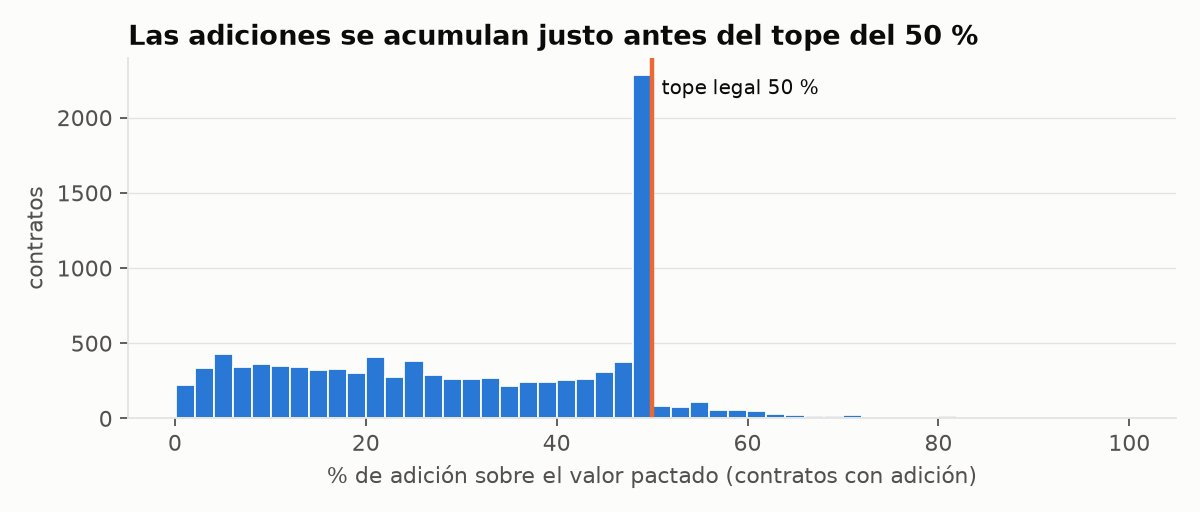 Las adiciones se acumulan justo antes del tope del 50 %
tope legal 50 %
2000
1500
1000
500
0
contratos
0 20 40 60 80 100
% de adición sobre el valor pactado (contratos con adición)